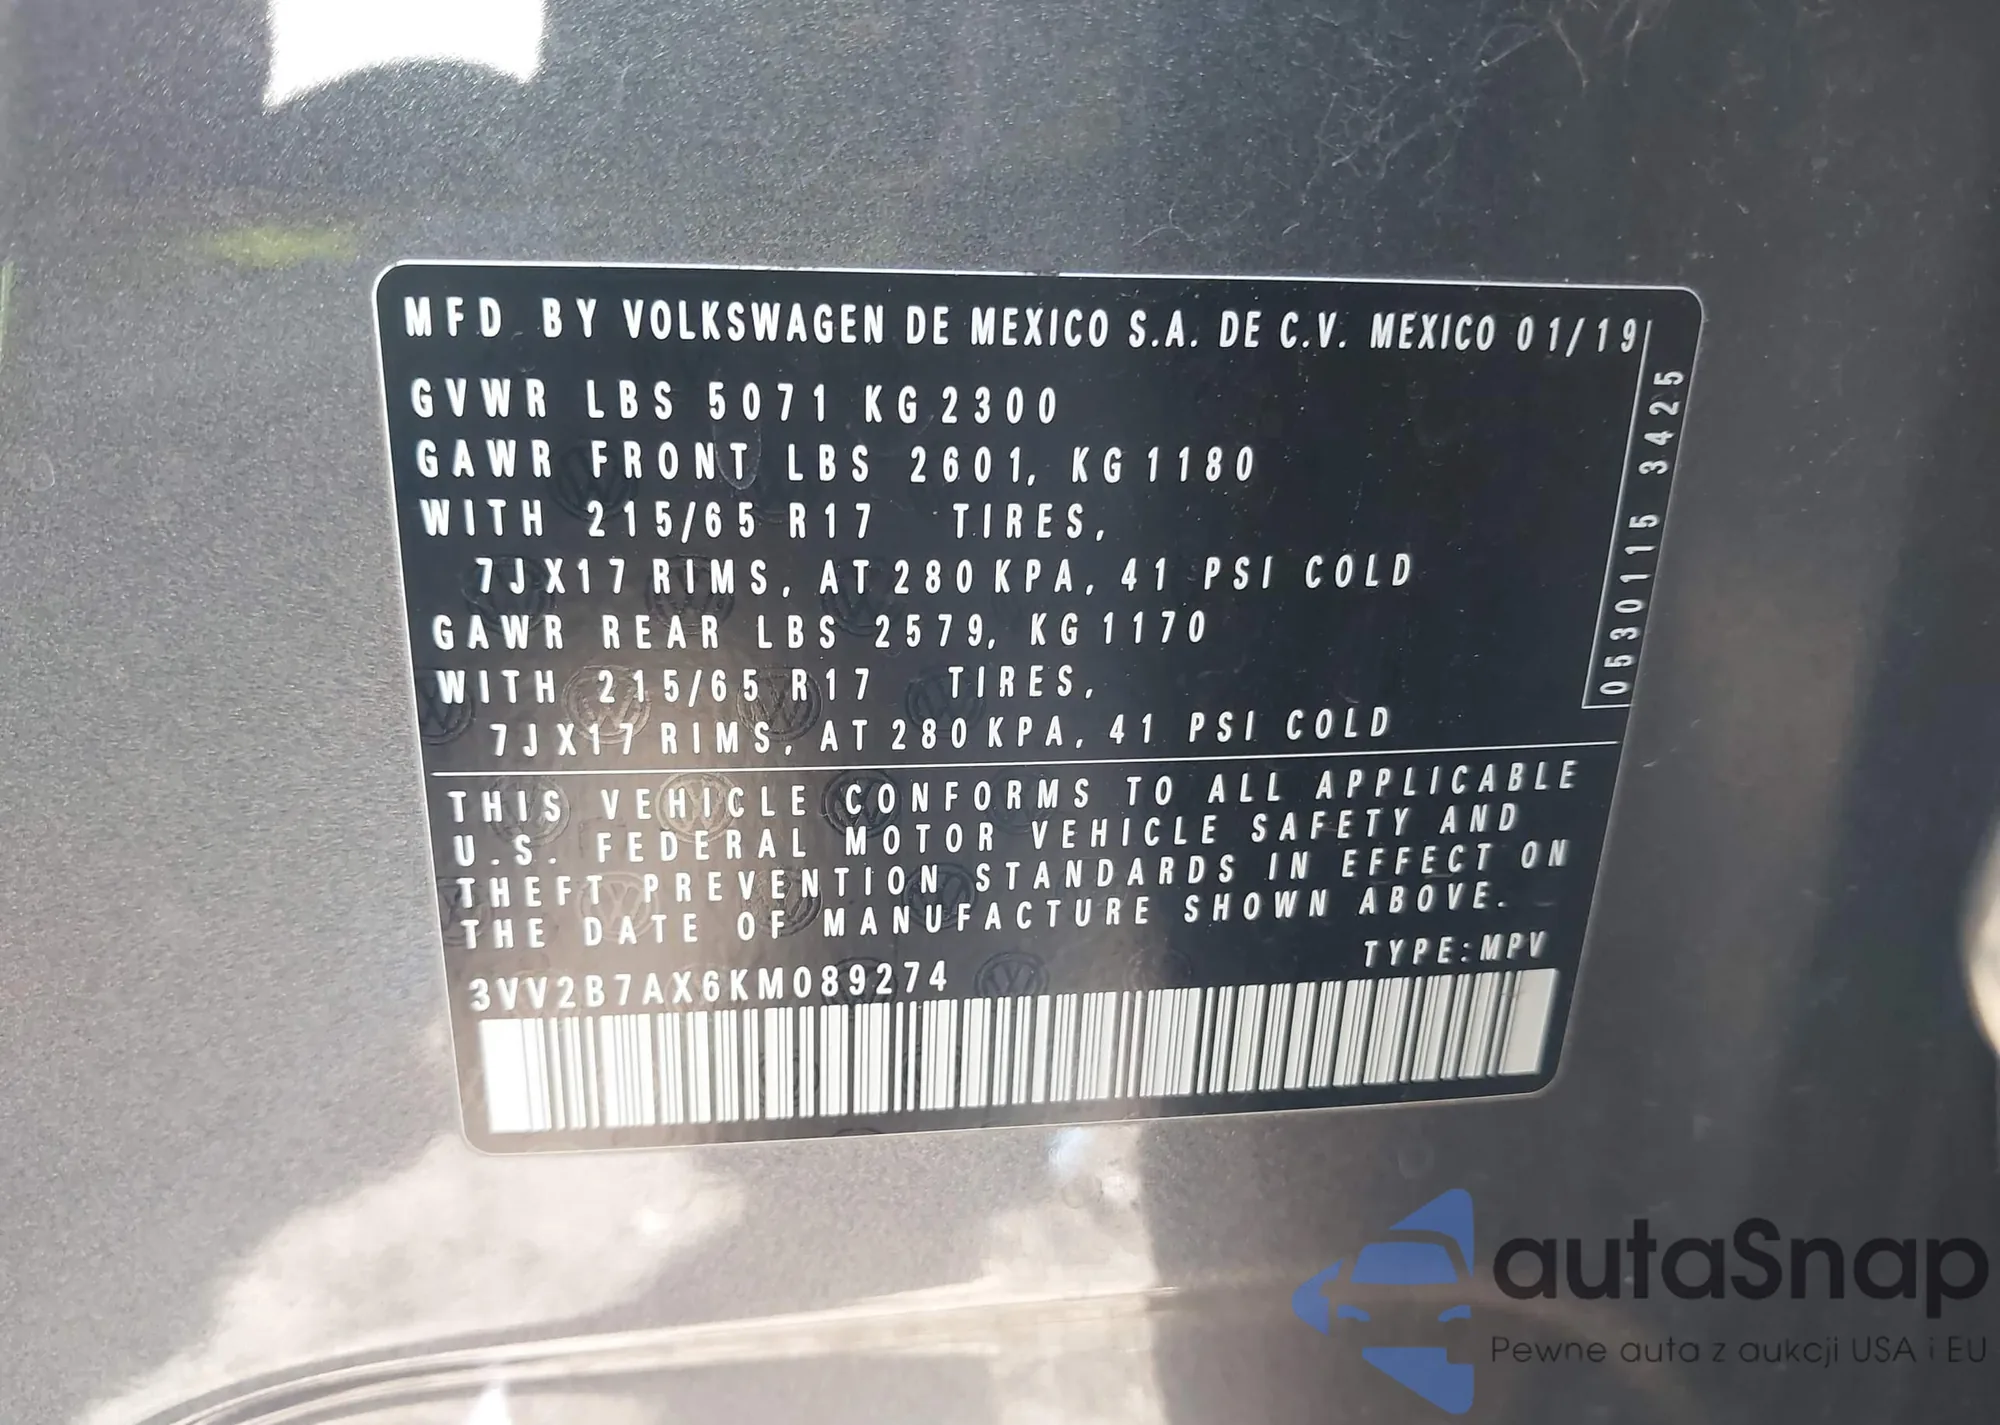 MFD BY VOLKSWAGEN DE MEXICO S.A. DE C.V. MEXICO 01/19
GVWR LBS 5071 KG 2300
GAWR FRONT LBS 2601, KG 1180
WITH 215/65 R17 TIRES,
7JX17 RIMS, AT 280 KPA, 41 PSI COLD
GAWR REAR LBS 2579, KG 1170
WITH 215/65 R17 TIRES,
7JX17 RIMS, AT 280 KPA, 41 PSI COLD
0530115 3425
THIS VEHICLE CONFORMS TO ALL APPLICABLE
U.S. FEDERAL MOTOR VEHICLE SAFETY AND
THEFT PREVENTION STANDARDS IN EFFECT ON
THE DATE OF MANUFACTURE SHOWN ABOVE.
TYPE: MPV
3VV2B7AX6KM089274
autaSnap
Pewne auta z aukcji USA i EU